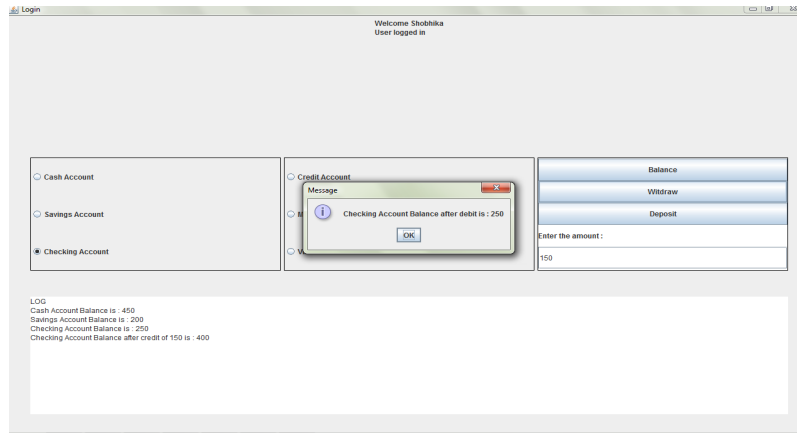 Login
Welcome Shobhika
User logged in
Cash Account
Credit Account
Balance
Message
Witdraw
Checking Account Balance after debit is : 250
Savings Account
Deposit
OK
Enter the amount :
Checking Account
150
LOG
Cash Account Balance is : 450
Savings Account Balance is : 200
Checking Account Balance is : 250
Checking Account Balance after credit of 150 is : 400